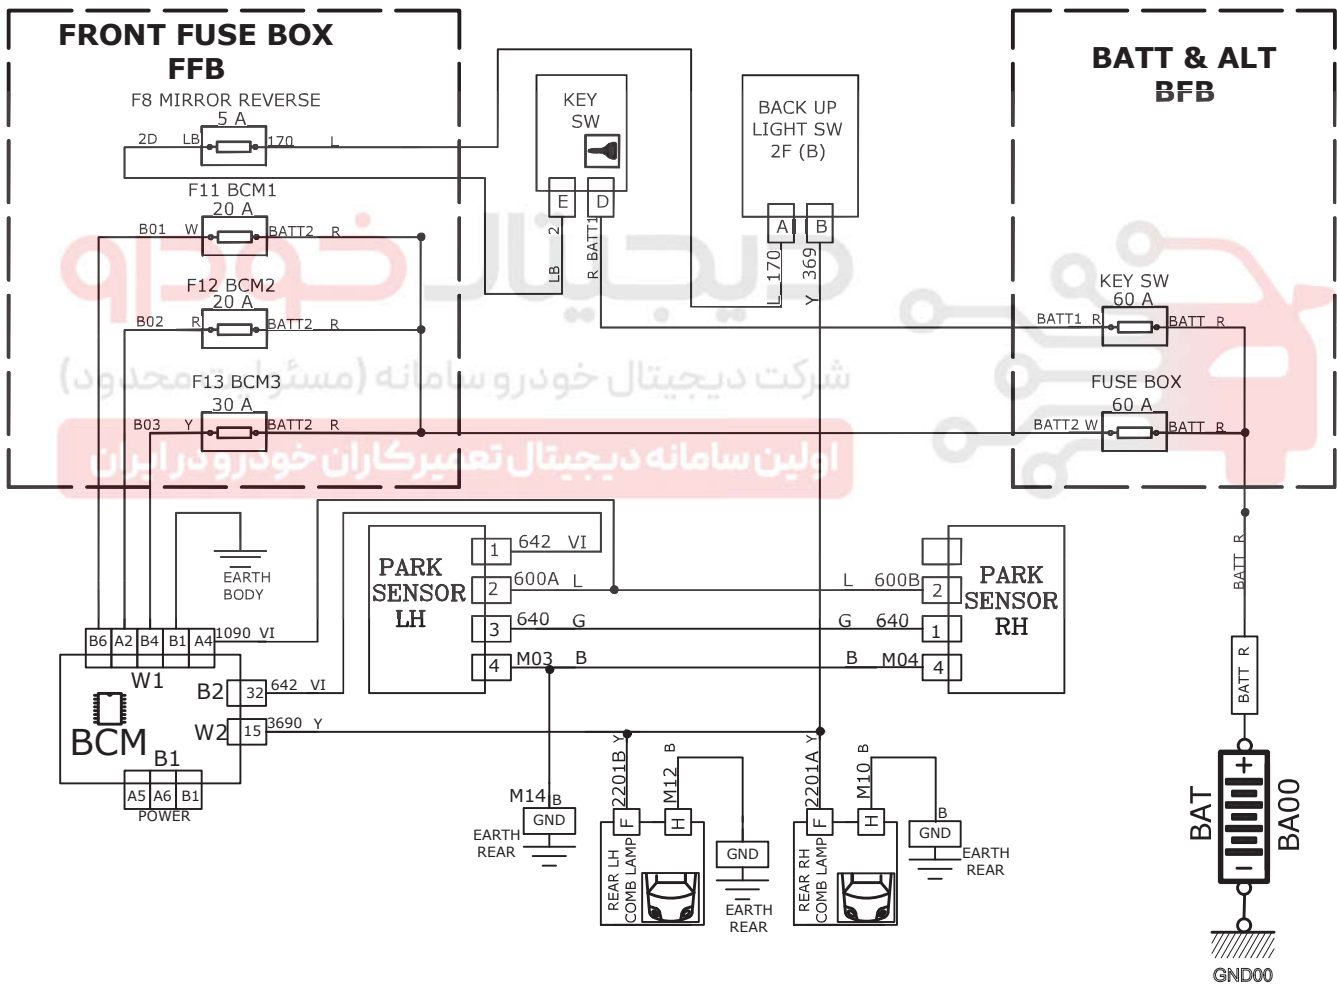 FRONT FUSE BOX
FFB
F8 MIRROR REVERSE
5 A
2D LB 170 L
F11 BCM1
20 A
B01 W BATT2 R
F12 BCM2
20 A
B02 R BATT2 R
F13 BCM3
30 A
B03 Y BATT2 R
KEY
SW
E D
LB 2
R BATT1
BACK UP
LIGHT SW
2F (B)
A B
L 170
Y 369
BATT & ALT
BFB
KEY SW
60 A
BATT1 R BATT R
FUSE BOX
60 A
BATT2 W BATT R
دیجیتال خودرو
شرکت دیجیتال خودرو سامانه (مسئولیت محدود)
اولین سامانه دیجیتال تعمیرکاران خودرو در ایران
EARTH
BODY
B6 A2 B4 B1 A4 1090 VI
W1
B2 32 642 VI
W2 15 3690 Y
BCM
B1
A5 A6 B1
POWER
PARK
SENSOR
LH
1 642 VI
2 600A L
3 640 G
4 M03 B
L 600B 2
G 640 1
B M04 4
PARK
SENSOR
RH
M14 B
GND
EARTH
REAR
2201B Y
M12 B
F H
REAR LH
COMB LAMP
GND
EARTH
REAR
2201A Y
M10 B
F H
REAR RH
COMB LAMP
B
GND
EARTH
REAR
BATT R
BATT R
BAT
+
−
BA00
GND00